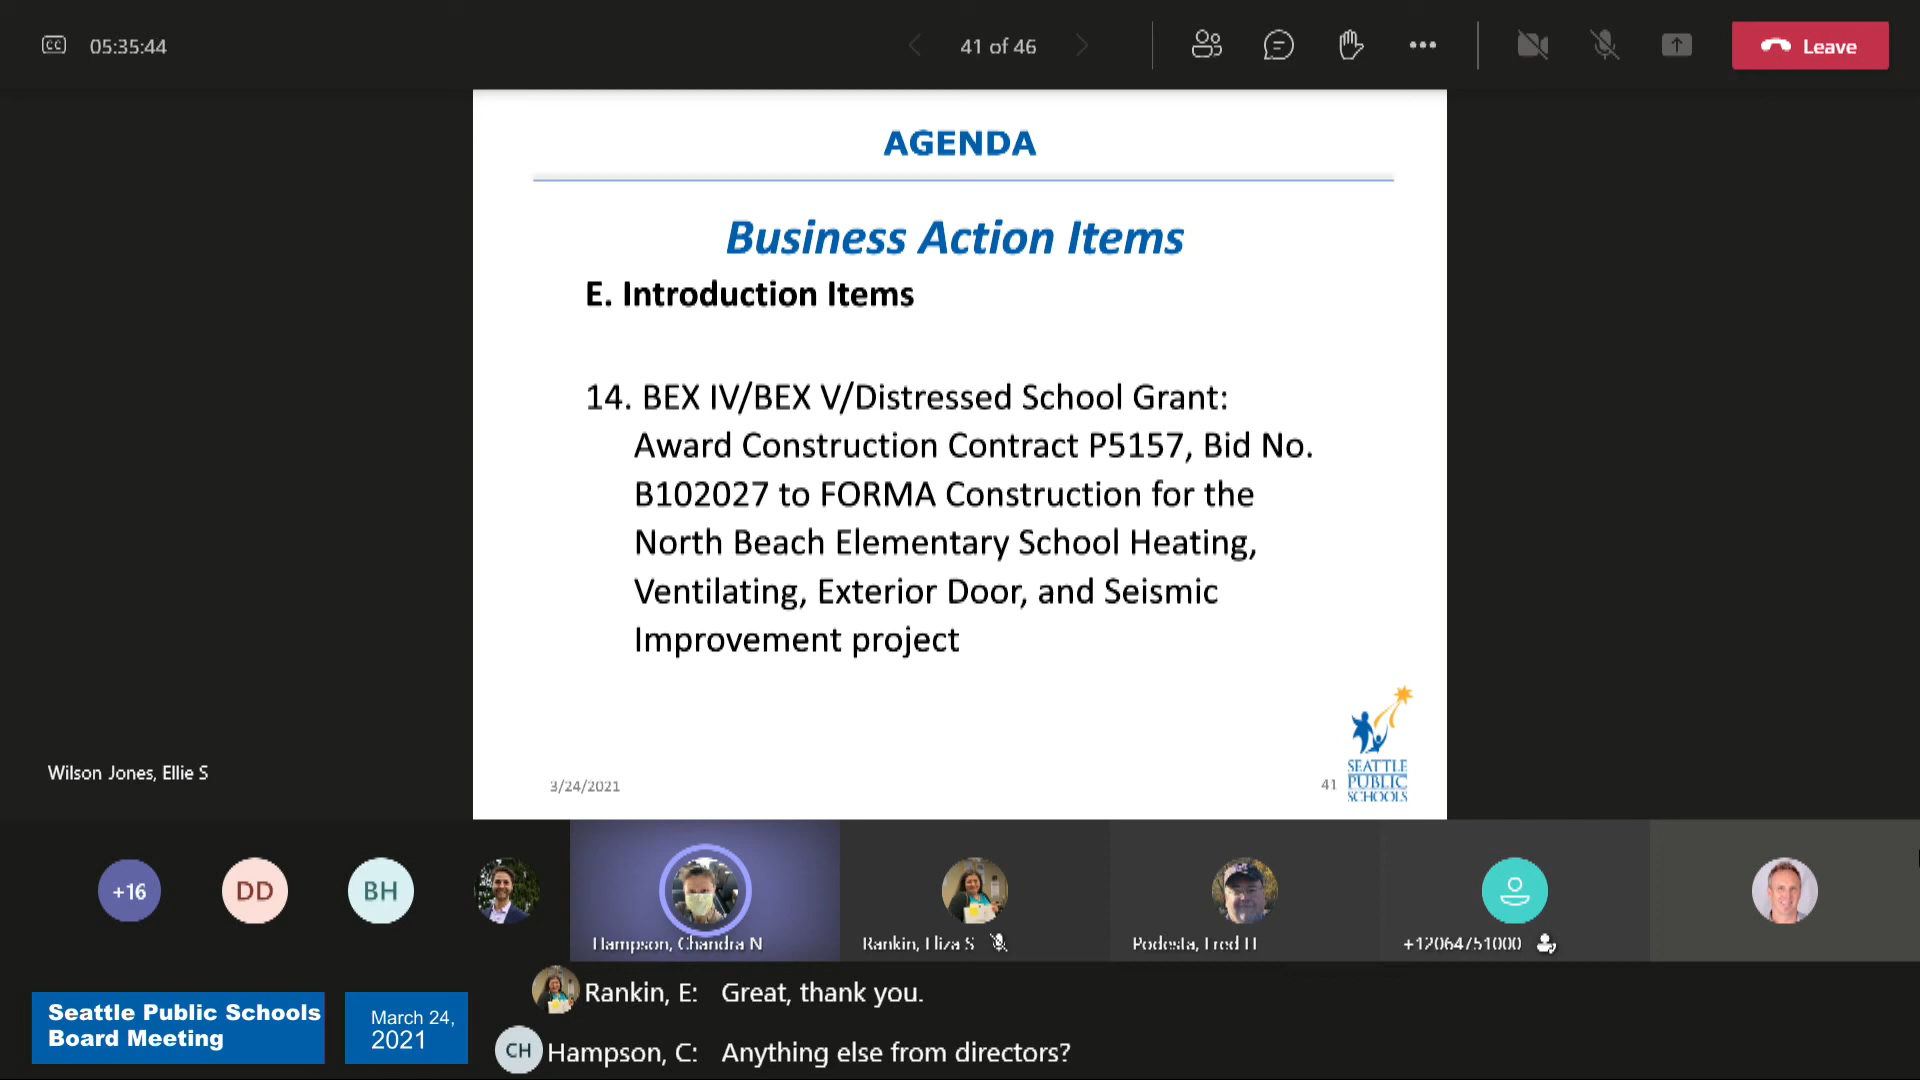 05:35:44
41 of 46
Leave
AGENDA
Business Action Items
E. Introduction Items
14. BEX IV/BEX V/Distressed School Grant:
Award Construction Contract P5157, Bid No.
B102027 to FORMA Construction for the
North Beach Elementary School Heating,
Ventilating, Exterior Door, and Seismic
Improvement project
3/24/2021
41
SEATTLE
PUBLIC
SCHOOLS
Wilson Jones, Ellie S
+16
DD
BH
Hampson, Chandra N
Rankin, Eliza S
Podesta, Fred H
+12064751000
Rankin, E: Great, thank you.
CH Hampson, C: Anything else from directors?
Seattle Public Schools
Board Meeting
March 24,
2021